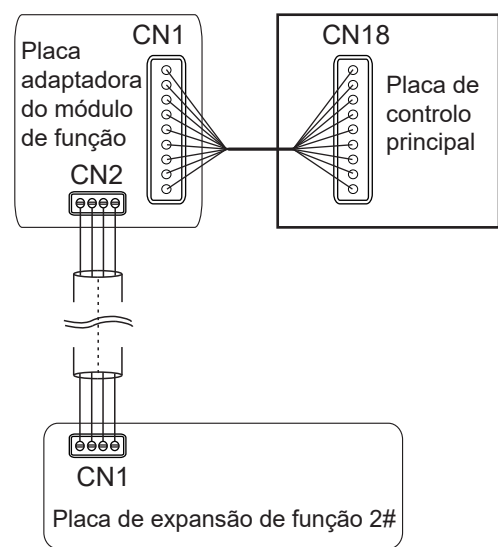 Placa
adaptadora
do módulo
de função
CN1
CN2
CN18
Placa de
controlo
principal
CN1
Placa de expansão de função 2#